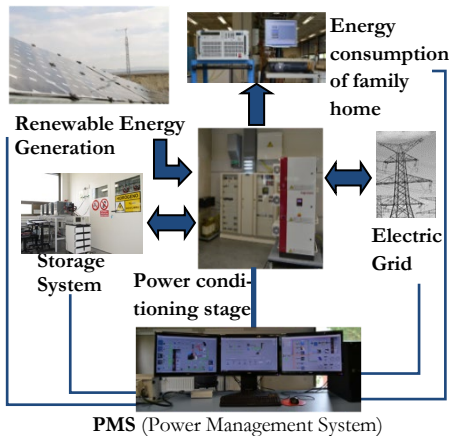 Energy
consumption
of family
home
Renewable Energy
Generation
Storage
System
Power condi-
tioning stage
Electric
Grid
PMS (Power Management System)